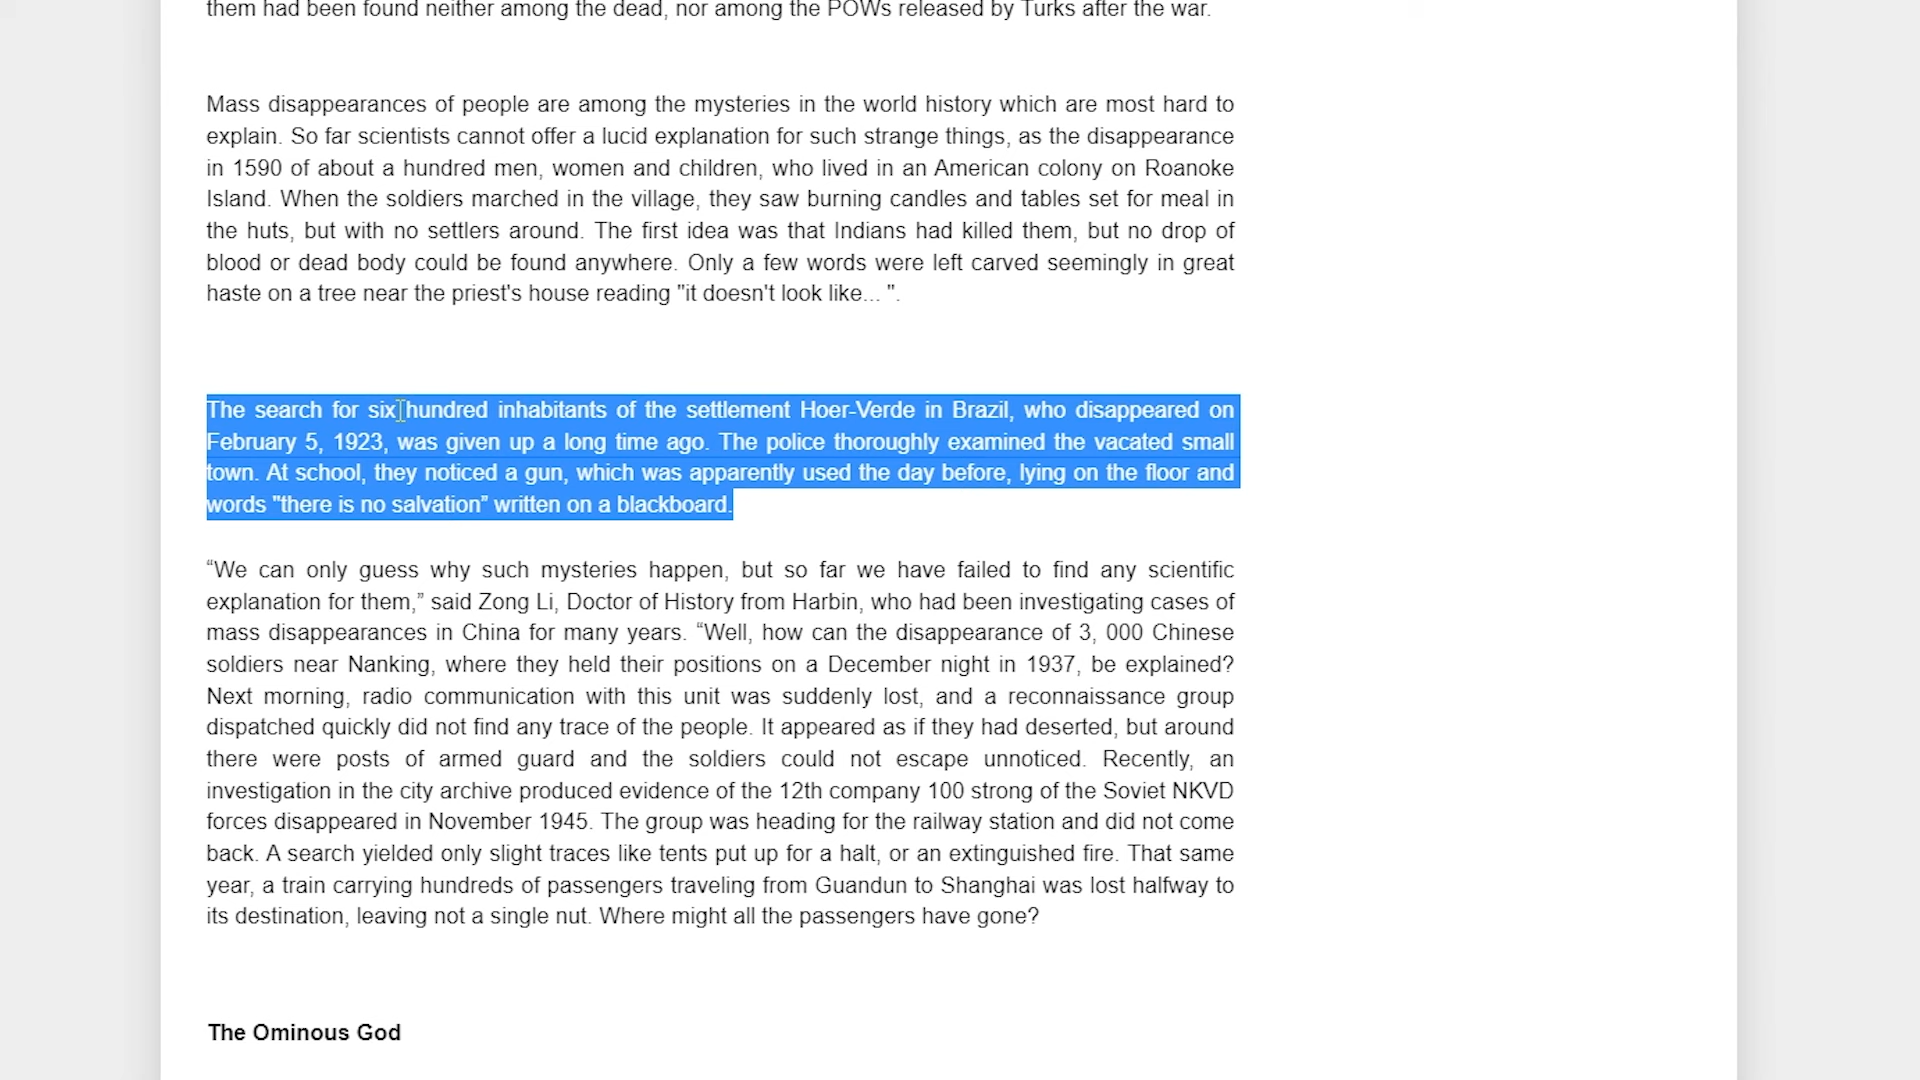 them had been found neither among the dead, nor among the POWs released by Turks after the war.
Mass disappearances of people are among the mysteries in the world history which are most hard to
explain. So far scientists cannot offer a lucid explanation for such strange things, as the disappearance
in 1590 of about a hundred men, women and children, who lived in an American colony on Roanoke
Island. When the soldiers marched in the village, they saw burning candles and tables set for meal in
the huts, but with no settlers around. The first idea was that Indians had killed them, but no drop of
blood or dead body could be found anywhere. Only a few words were left carved seemingly in great
haste on a tree near the priest's house reading "it doesn't look like... ".
The search for six hundred inhabitants of the settlement Hoer-Verde in Brazil, who disappeared on
February 5, 1923, was given up a long time ago. The police thoroughly examined the vacated small
town. At school, they noticed a gun, which was apparently used the day before, lying on the floor and
words "there is no salvation” written on a blackboard.
“We can only guess why such mysteries happen, but so far we have failed to find any scientific
explanation for them,” said Zong Li, Doctor of History from Harbin, who had been investigating cases of
mass disappearances in China for many years. “Well, how can the disappearance of 3, 000 Chinese
soldiers near Nanking, where they held their positions on a December night in 1937, be explained?
Next morning, radio communication with this unit was suddenly lost, and a reconnaissance group
dispatched quickly did not find any trace of the people. It appeared as if they had deserted, but around
there were posts of armed guard and the soldiers could not escape unnoticed. Recently, an
investigation in the city archive produced evidence of the 12th company 100 strong of the Soviet NKVD
forces disappeared in November 1945. The group was heading for the railway station and did not come
back. A search yielded only slight traces like tents put up for a halt, or an extinguished fire. That same
year, a train carrying hundreds of passengers traveling from Guandun to Shanghai was lost halfway to
its destination, leaving not a single nut. Where might all the passengers have gone?
The Ominous God